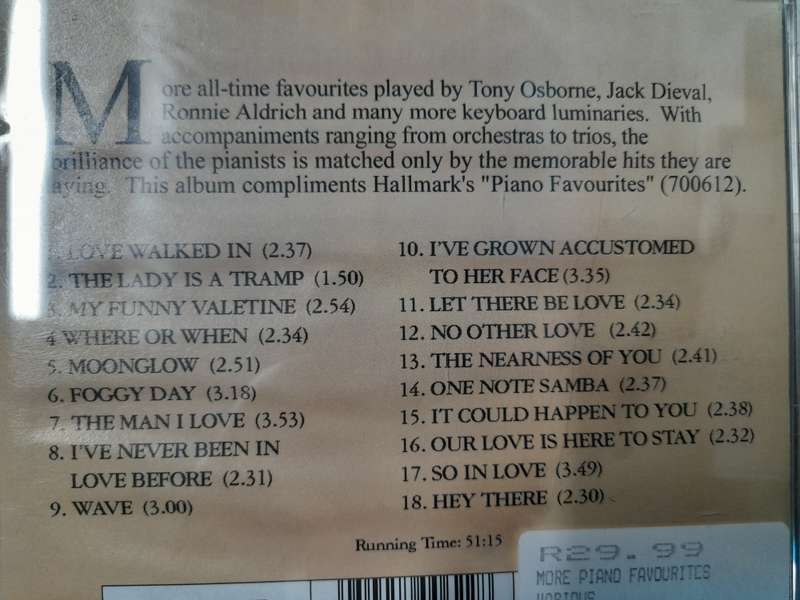 More all-time favourites played by Tony Osborne, Jack Dieval,
Ronnie Aldrich and many more keyboard luminaries. With
accompaniments ranging from orchestras to trios, the
brilliance of the pianists is matched only by the memorable hits they are
aying. This album compliments Hallmark's "Piano Favourites" (700612).
1. LOVE WALKED IN (2.37)
2. THE LADY IS A TRAMP (1.50)
3. MY FUNNY VALETINE (2.54)
4 WHERE OR WHEN (2.34)
5. MOONGLOW (2.51)
6. FOGGY DAY (3.18)
7. THE MAN I LOVE (3.53)
8. I'VE NEVER BEEN IN
LOVE BEFORE (2.31)
9. WAVE (3.00)
10. I'VE GROWN ACCUSTOMED
TO HER FACE (3.35)
11. LET THERE BE LOVE (2.34)
12. NO OTHER LOVE (2.42)
13. THE NEARNESS OF YOU (2.41)
14. ONE NOTE SAMBA (2.37)
15. IT COULD HAPPEN TO YOU (2.38)
16. OUR LOVE IS HERE TO STAY (2.32)
17. SO IN LOVE (3.49)
18. HEY THERE (2.30)
Running Time: 51:15
R29.99
MORE PIANO FAVOURITES
VARIOUS